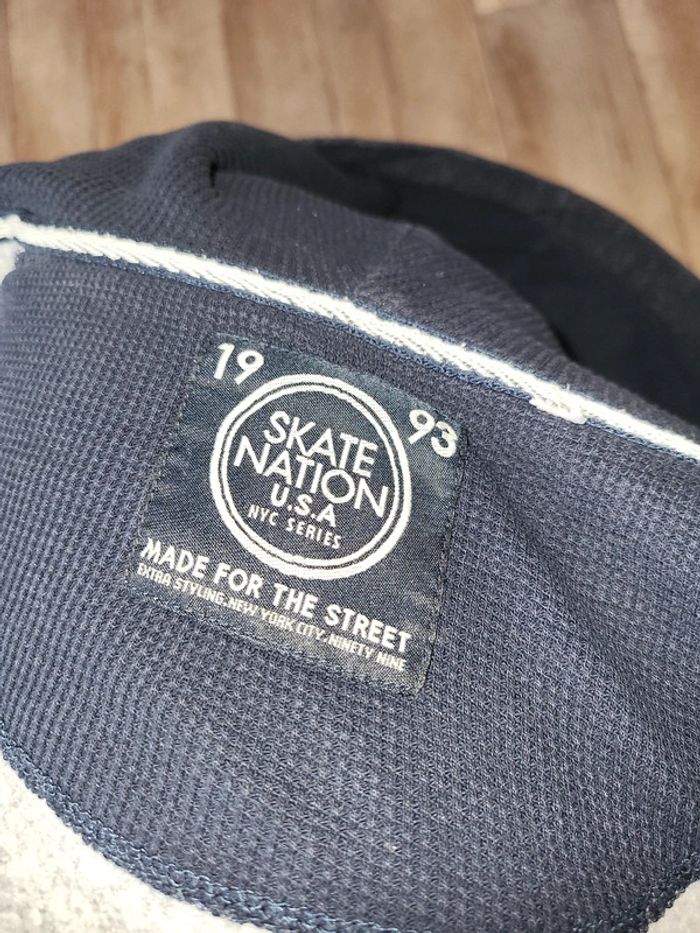 19 93
SKATE
NATION
U.S.A
NYC SERIES
MADE FOR THE STREET
EXTRA STYLING.NEW YORK CITY.NINETY NINE